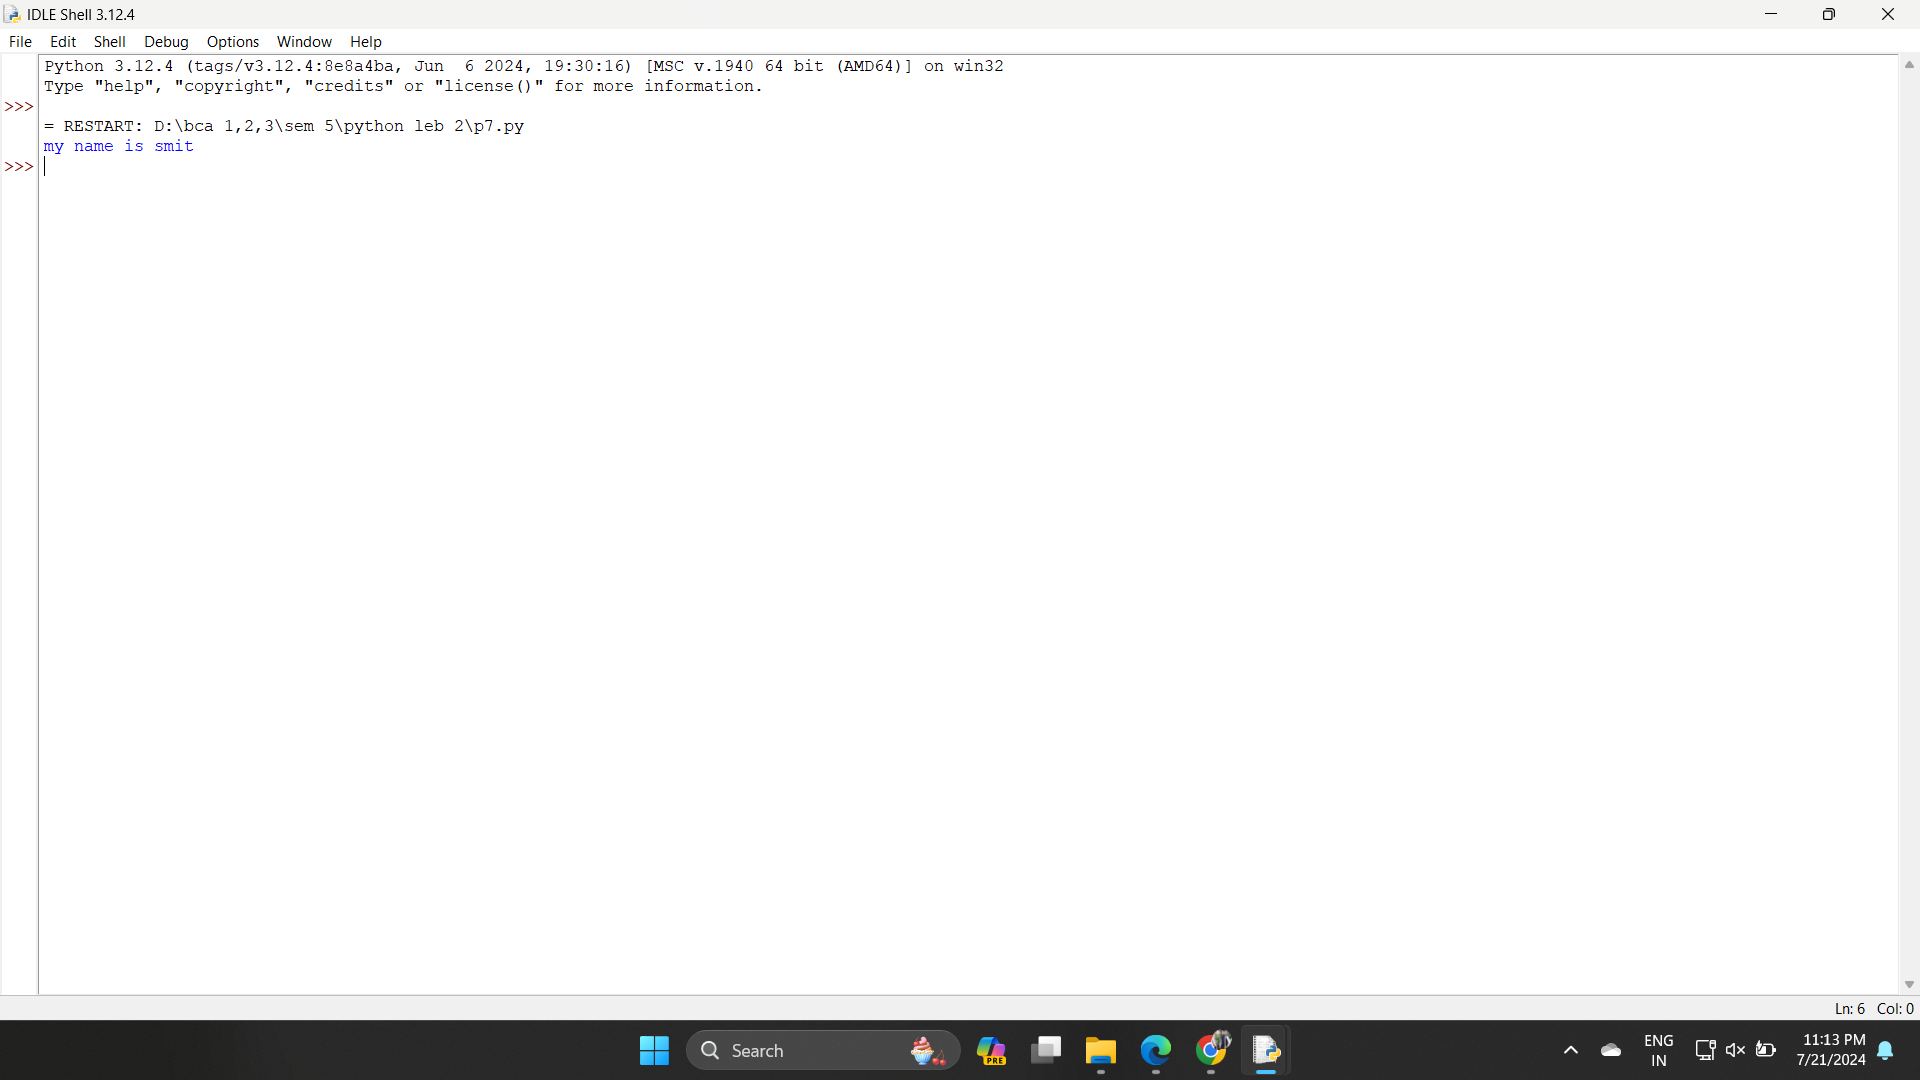 IDLE Shell 3.12.4
File Edit Shell Debug Options Window Help
Python 3.12.4 (tags/v3.12.4:8e8a4ba, Jun  6 2024, 19:30:16) [MSC v.1940 64 bit (AMD64)] on win32
Type "help", "copyright", "credits" or "license()" for more information.
>>>
= RESTART: D:\bca 1,2,3\sem 5\python leb 2\p7.py
my name is smit
>>>
Ln: 6 Col: 0
Search
PRE
ENG
IN
11:13 PM
7/21/2024